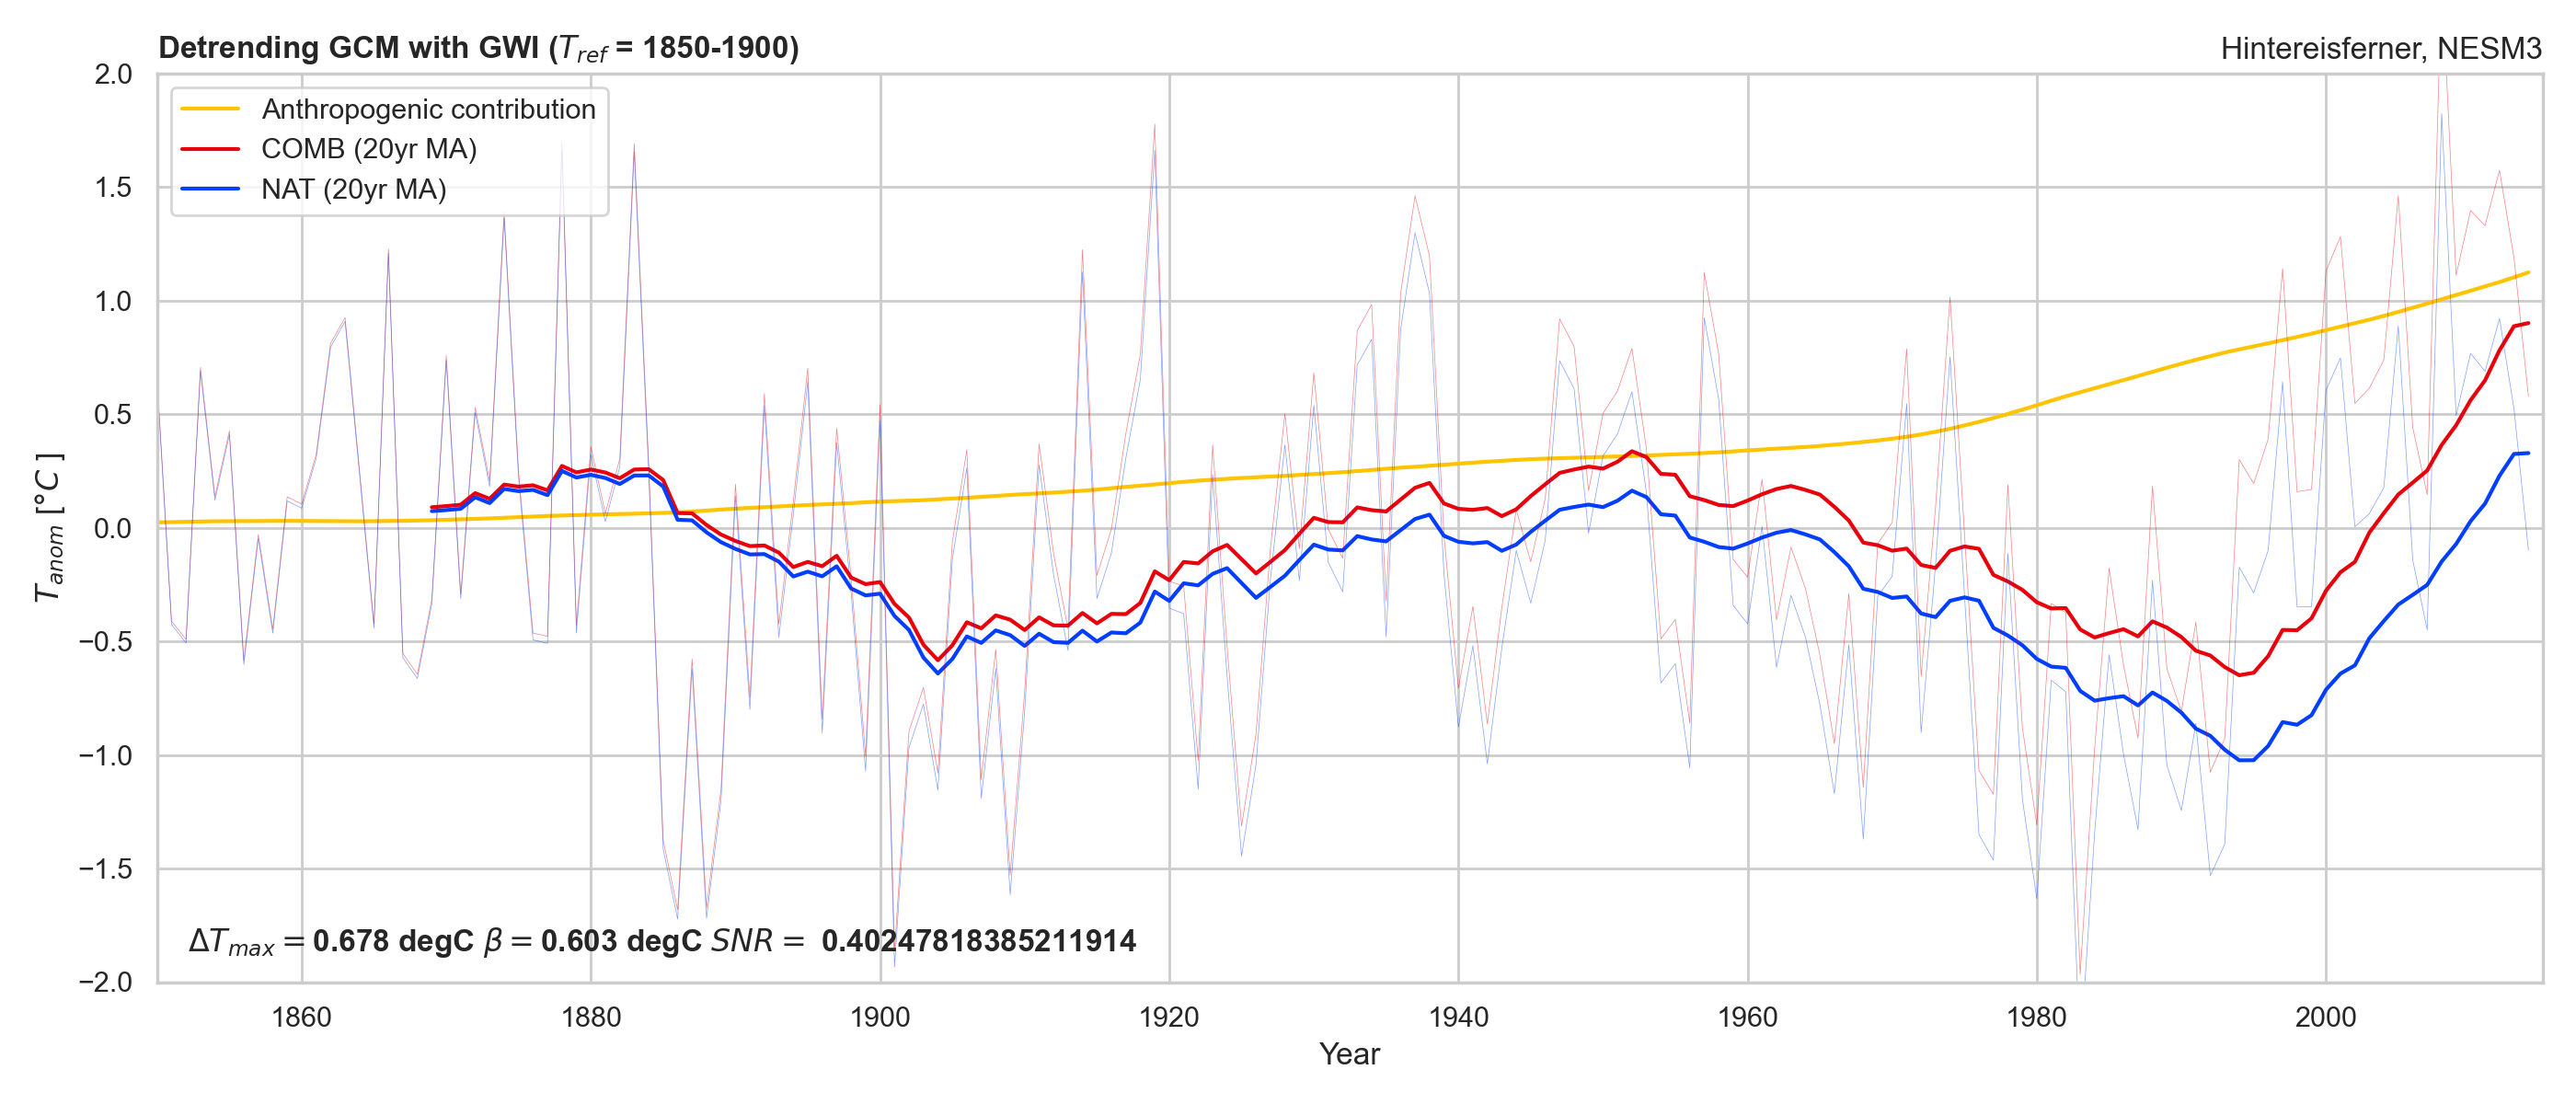 Detrending GCM with GWI (T_ref = 1850-1900)
Hintereisferner, NESM3
Anthropogenic contribution
COMB (20yr MA)
NAT (20yr MA)
2.0
1.5
1.0
0.5
0.0
−0.5
−1.0
−1.5
−2.0
T_anom [°C ]
ΔT_max = 0.678 degC β = 0.603 degC SNR = 0.40247818385211914
1860 1880 1900 1920 1940 1960 1980 2000
Year